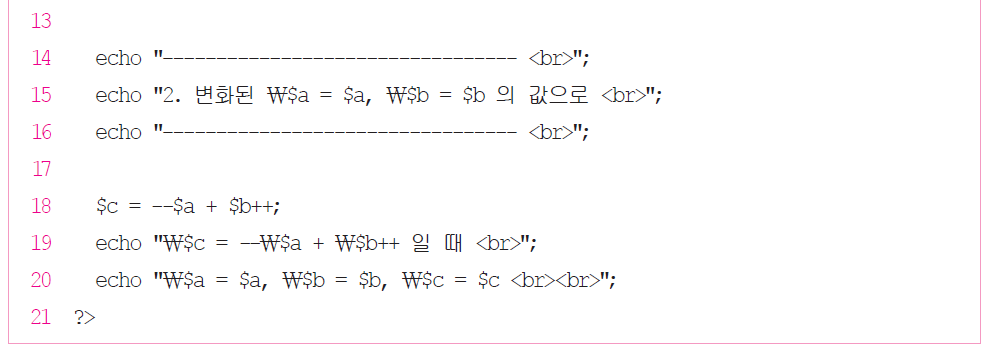 13
14 echo "--------------------------------- <br>";
15 echo "2. 변화된 ₩$a = $a, ₩$b = $b 의 값으로 <br>";
16 echo "--------------------------------- <br>";
17
18 $c = --$a + $b++;
19 echo "₩$c = --₩$a + ₩$b++ 일 때 <br>";
20 echo "₩$a = $a, ₩$b = $b, ₩$c = $c <br><br>";
21 ?>